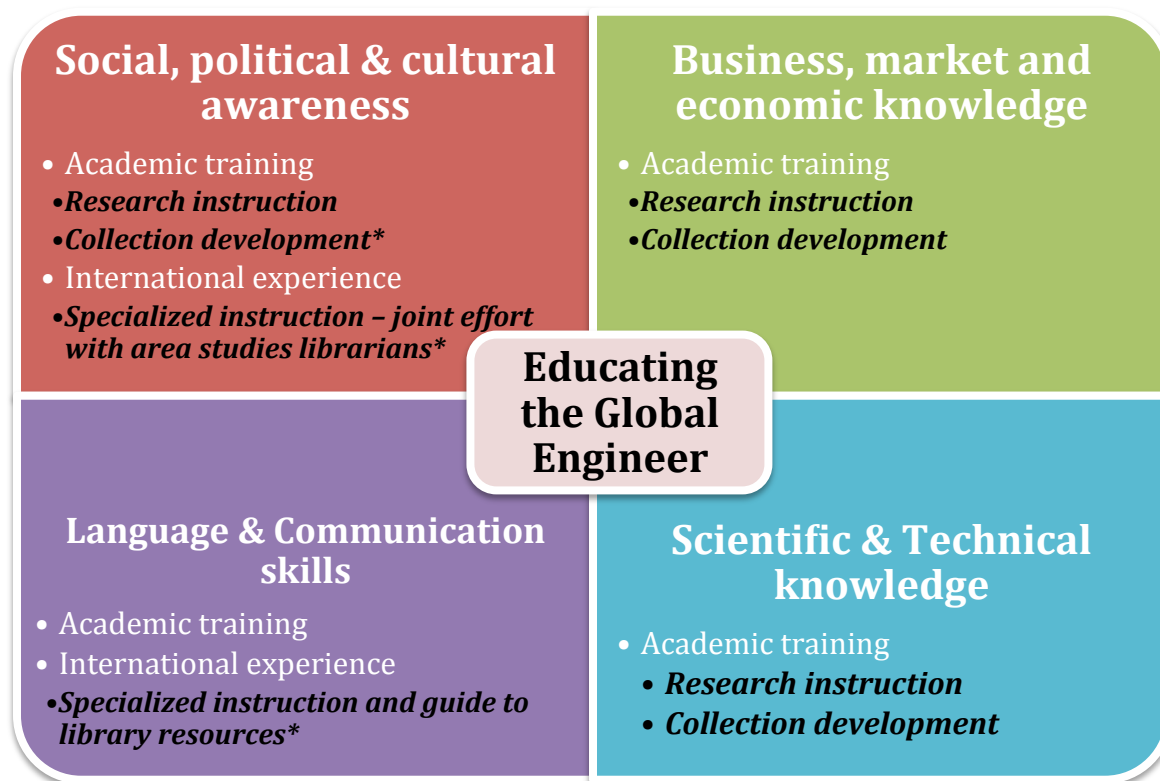 Social, political & cultural
awareness
• Academic training
•Research instruction
•Collection development*
• International experience
•Specialized instruction – joint effort
with area studies librarians*
Business, market and
economic knowledge
• Academic training
•Research instruction
•Collection development
Educating
the Global
Engineer
Language & Communication
skills
• Academic training
• International experience
•Specialized instruction and guide to
library resources*
Scientific & Technical
knowledge
• Academic training
• Research instruction
• Collection development